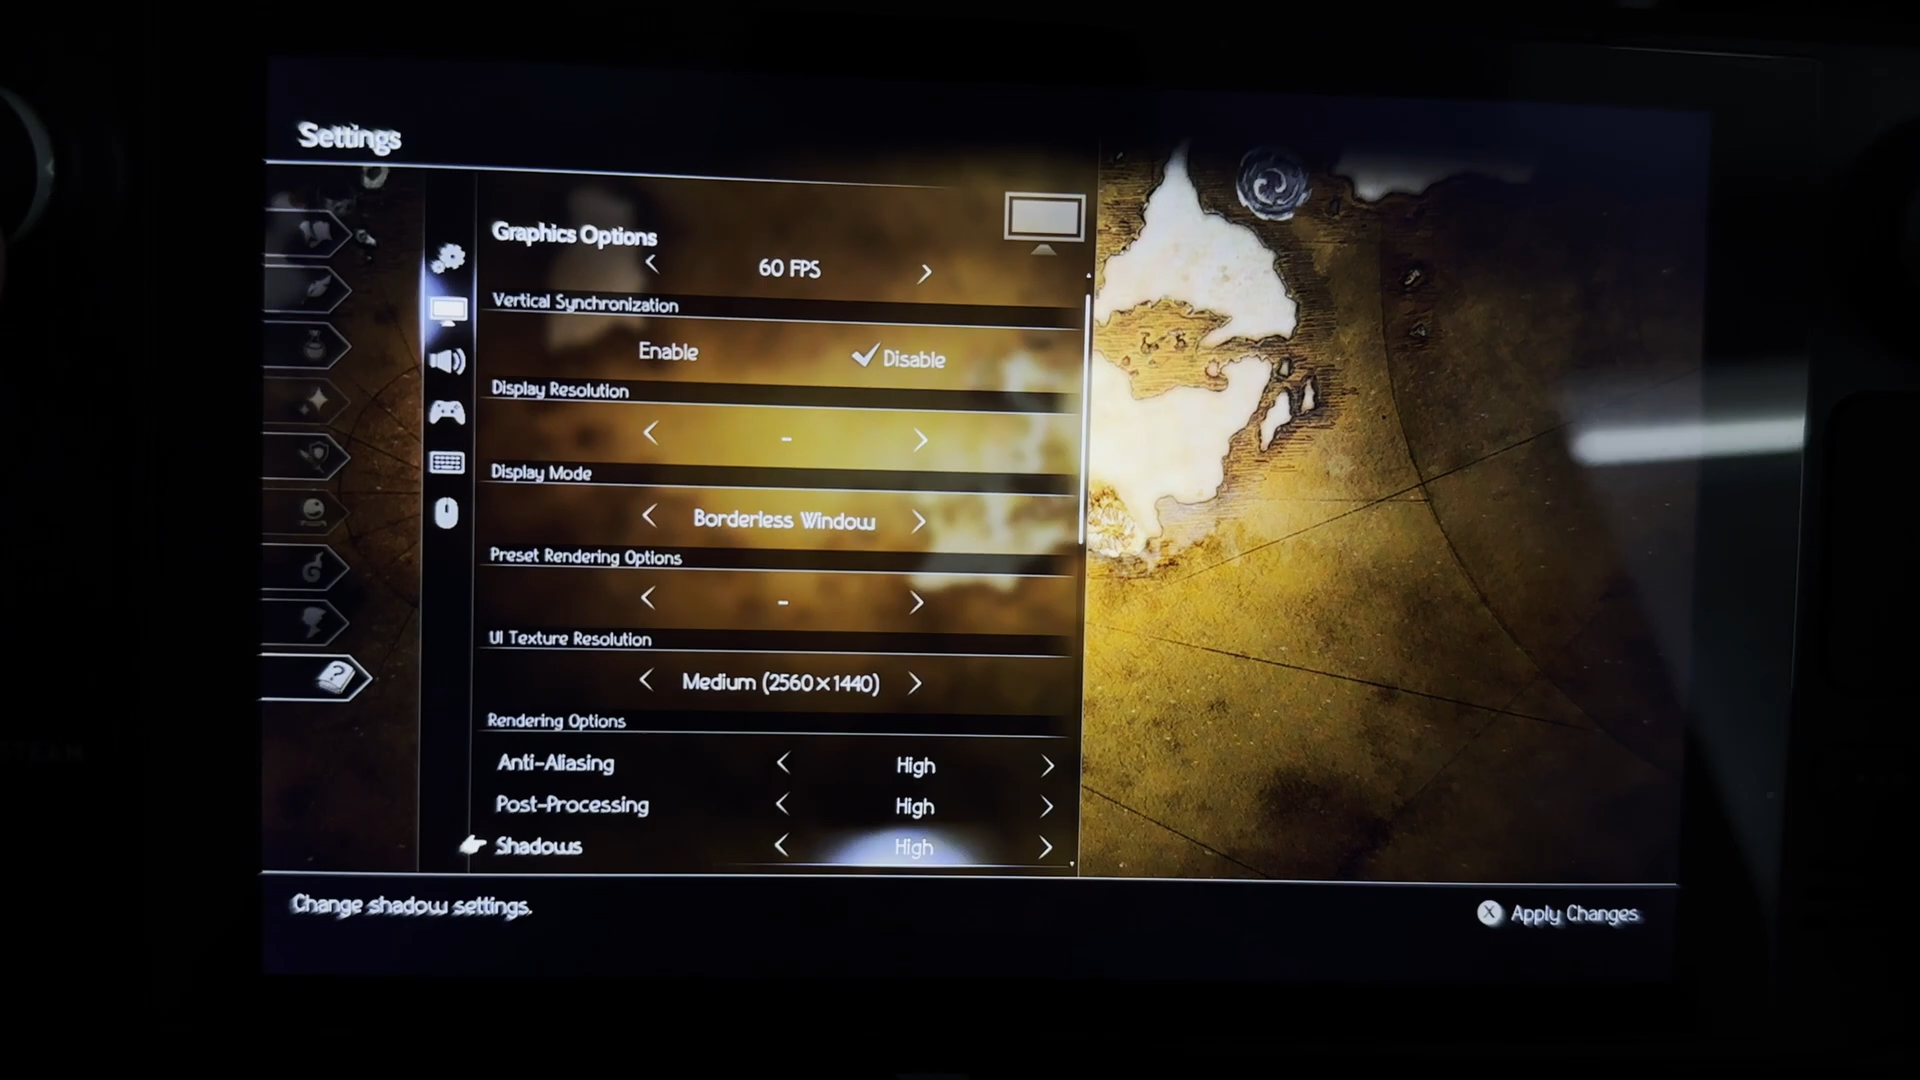 Settings
Graphics Options
60 FPS
Vertical Synchronization
Enable Disable
Display Resolution
-
Display Mode
Borderless Window
Preset Rendering Options
-
UI Texture Resolution
Medium (2560×1440)
Rendering Options
Anti-Aliasing High
Post-Processing High
Shadows High
Change shadow settings.
X Apply Changes
STEAM